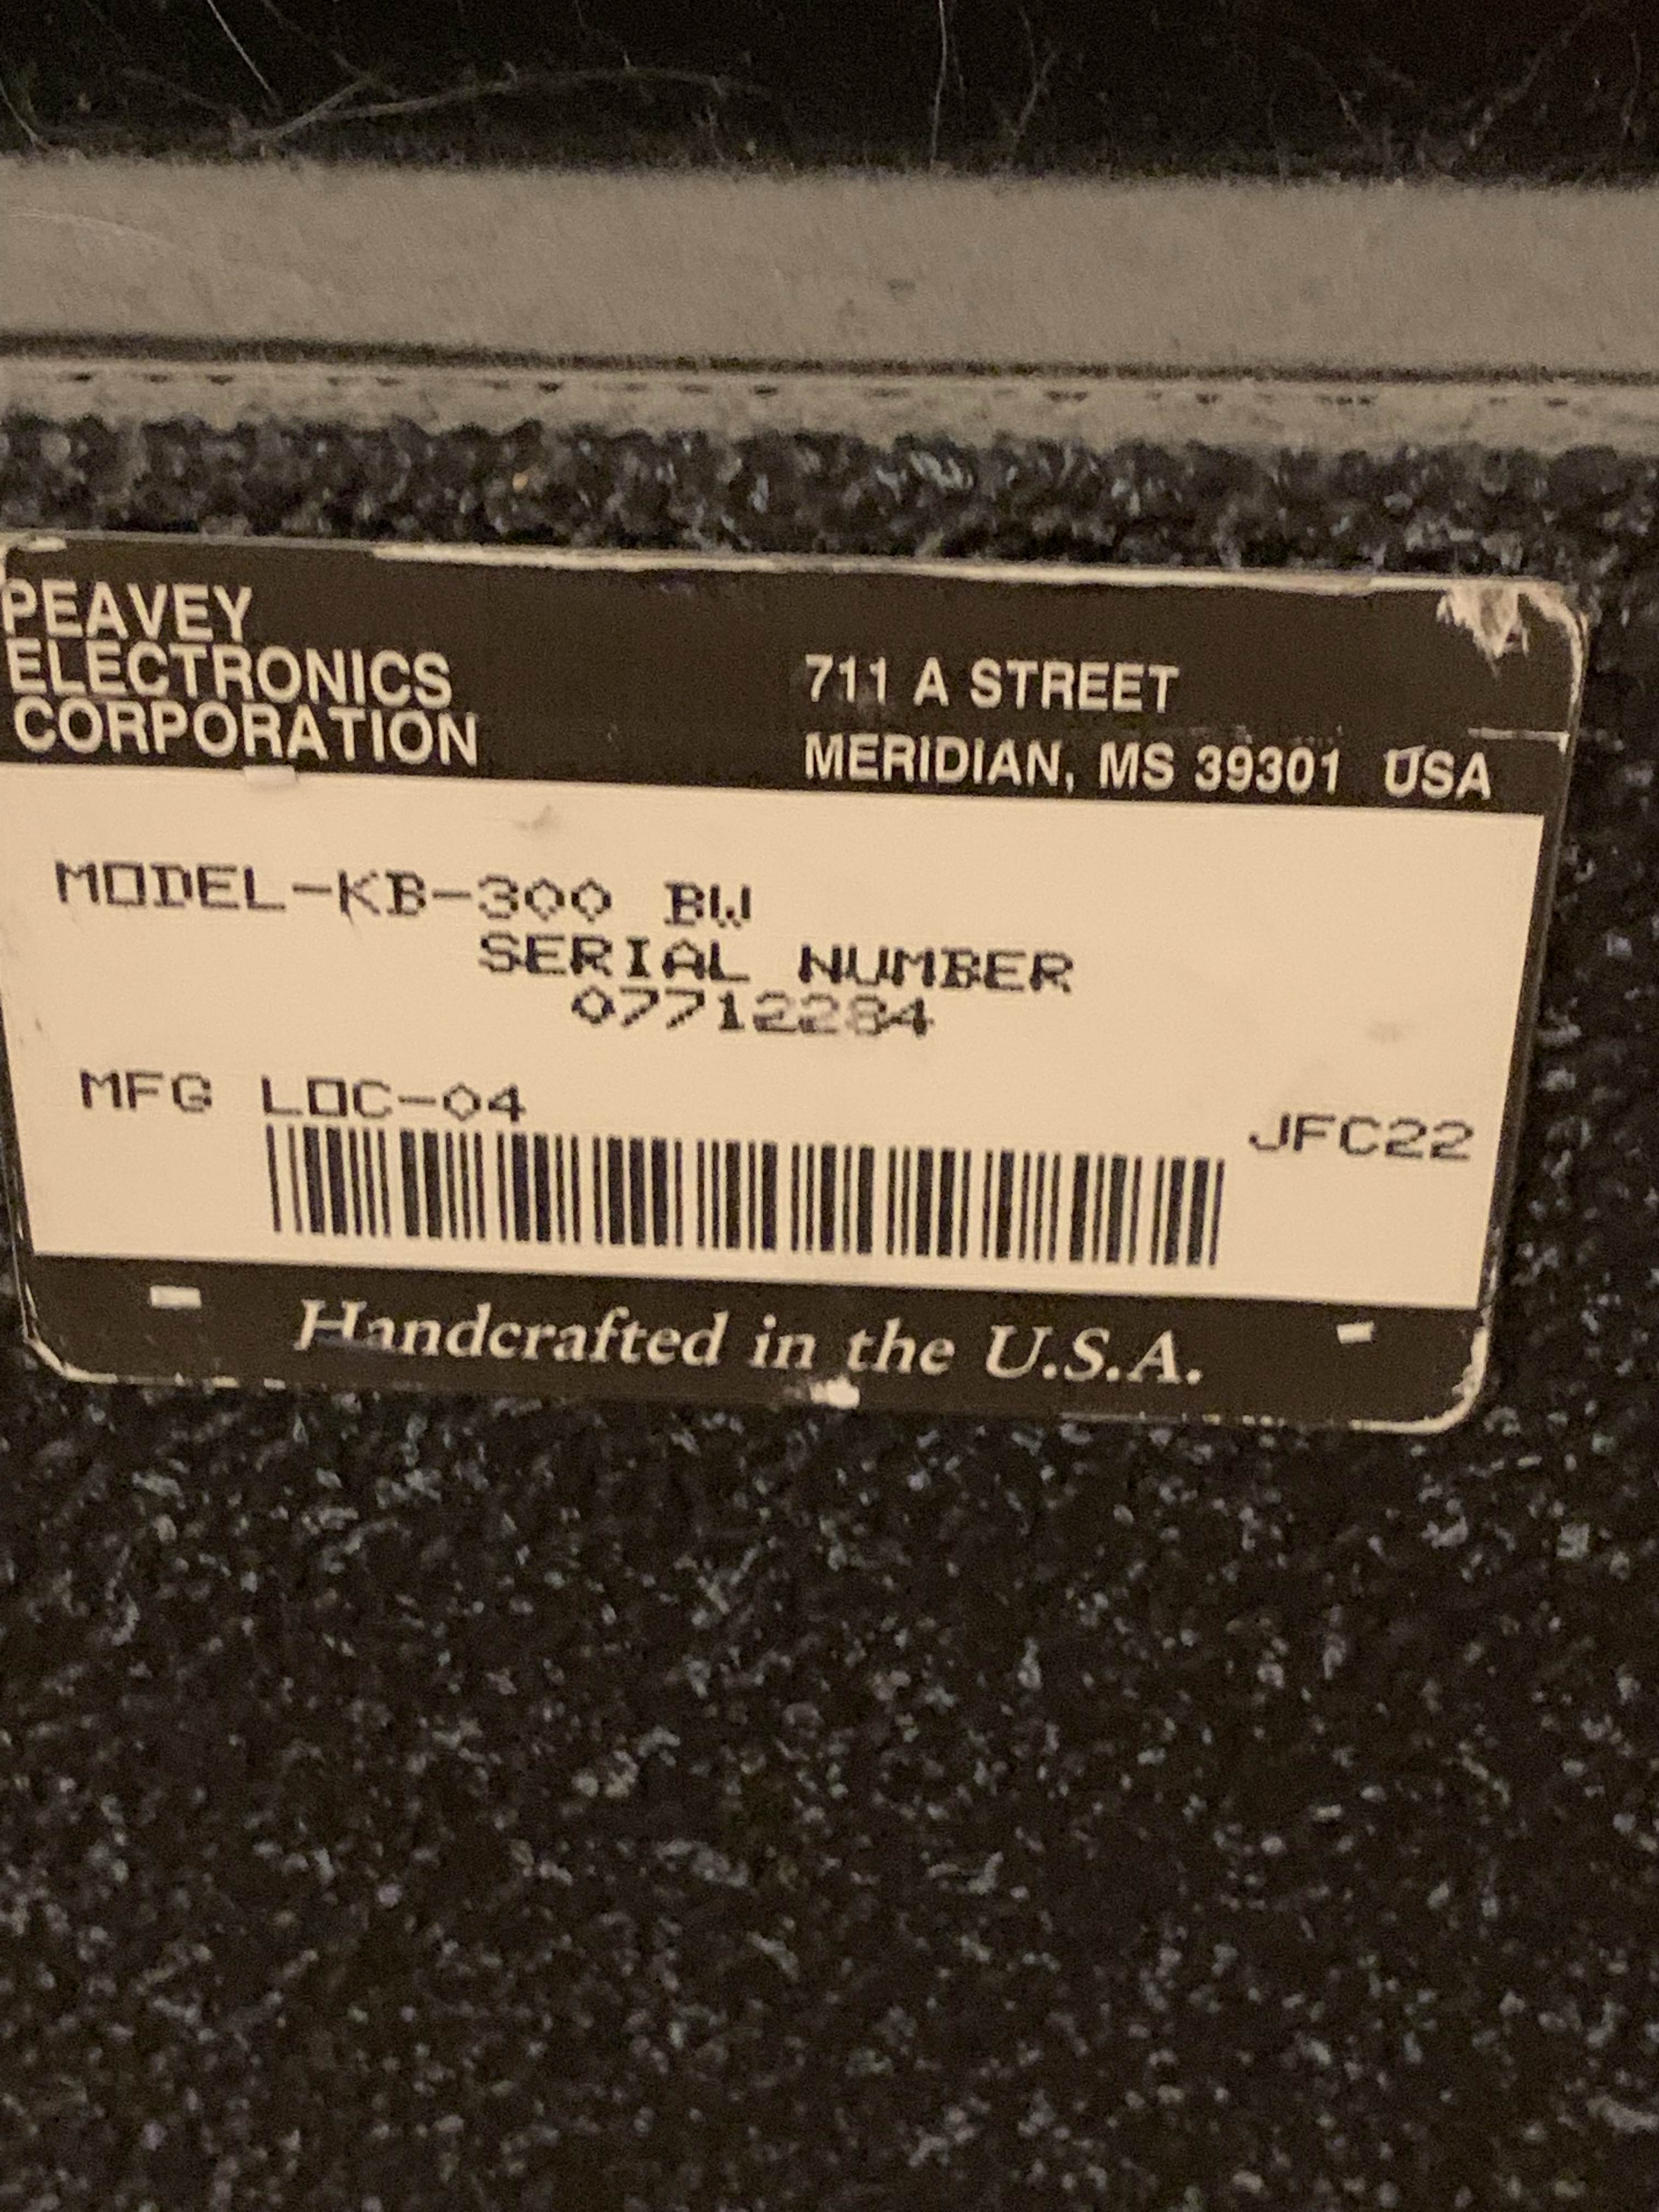 PEAVEY
ELECTRONICS
CORPORATION
711 A STREET
MERIDIAN, MS 39301 USA
MODEL-KB-300 BW
SERIAL NUMBER
07712284
MFG LOC-04
JFC22
Handcrafted in the U.S.A.